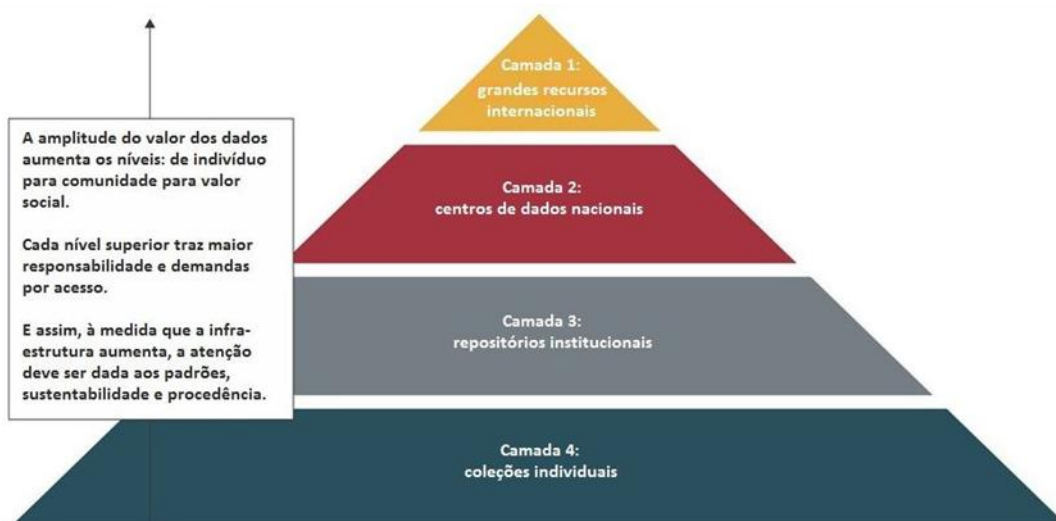 Camada 1:
grandes recursos
internacionais
A amplitude do valor dos dados
aumenta os níveis: de indivíduo
para comunidade para valor
social.
Cada nível superior traz maior
responsabilidade e demandas
por acesso.
E assim, à medida que a infra-
estrutura aumenta, a atenção
deve ser dada aos padrões,
sustentabilidade e procedência.
Camada 2:
centros de dados nacionais
Camada 3:
repositórios institucionais
Camada 4:
coleções individuais